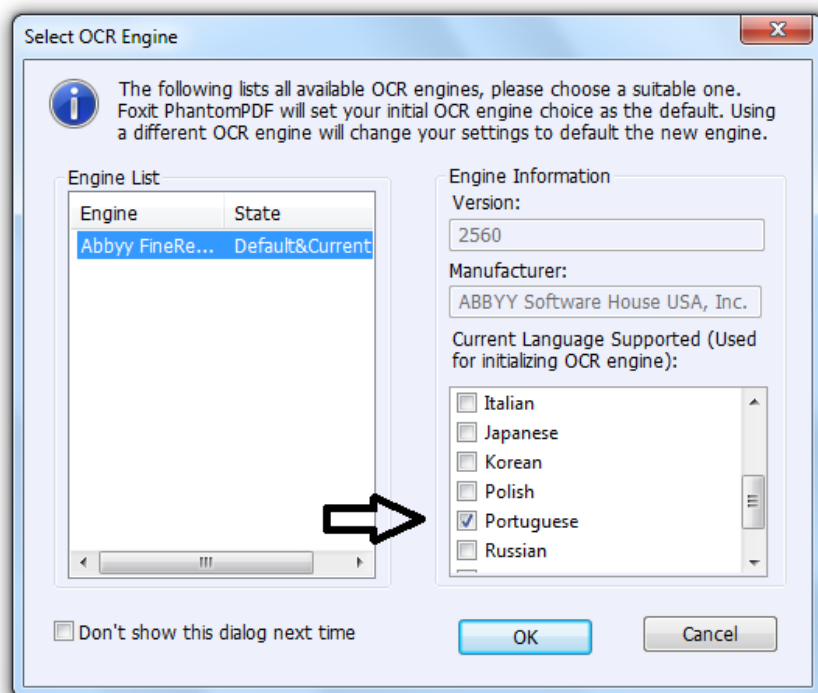 Select OCR Engine
The following lists all available OCR engines, please choose a suitable one.
Foxit PhantomPDF will set your initial OCR engine choice as the default. Using
a different OCR engine will change your settings to default the new engine.
Engine List
Engine State
Abbyy FineRe... Default&Current
Engine Information
Version:
2560
Manufacturer:
ABBYY Software House USA, Inc.
Current Language Supported (Used
for initializing OCR engine):
Italian
Japanese
Korean
Polish
Portuguese
Russian
Don't show this dialog next time
OK
Cancel